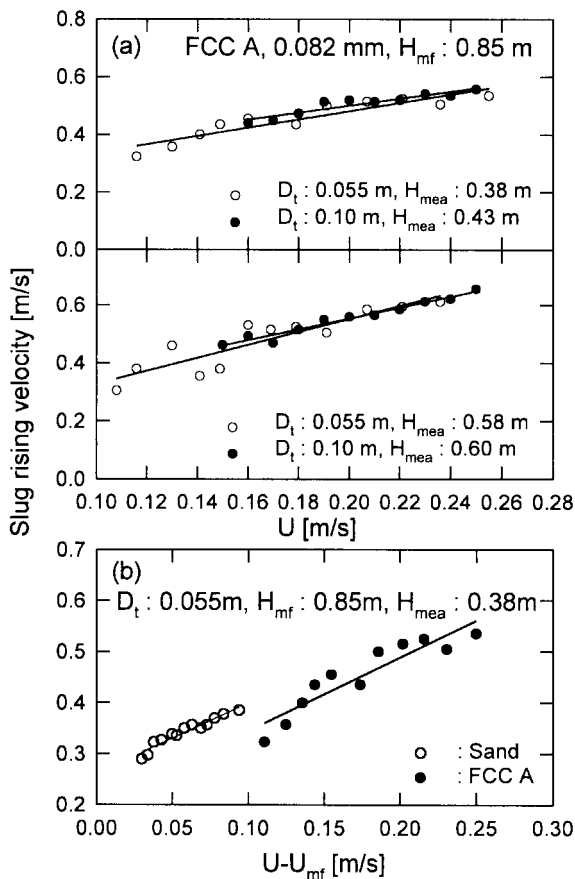 (a) FCC A, 0.082 mm, H_mf : 0.85 m
0.8
0.6
0.4
0.2
0.0
○ D_t : 0.055 m, H_mea : 0.38 m
● D_t : 0.10 m, H_mea : 0.43 m
Slug rising velocity [m/s]
0.6
0.4
0.2
0.0
○ D_t : 0.055 m, H_mea : 0.58 m
● D_t : 0.10 m, H_mea : 0.60 m
0.10 0.12 0.14 0.16 0.18 0.20 0.22 0.24 0.26 0.28
U [m/s]
(b)
D_t : 0.055m, H_mf : 0.85m, H_mea : 0.38m
0.7
0.6
0.5
0.4
0.3
0.2
○ : Sand
● : FCC A
0.00 0.05 0.10 0.15 0.20 0.25 0.30
U-U_mf [m/s]